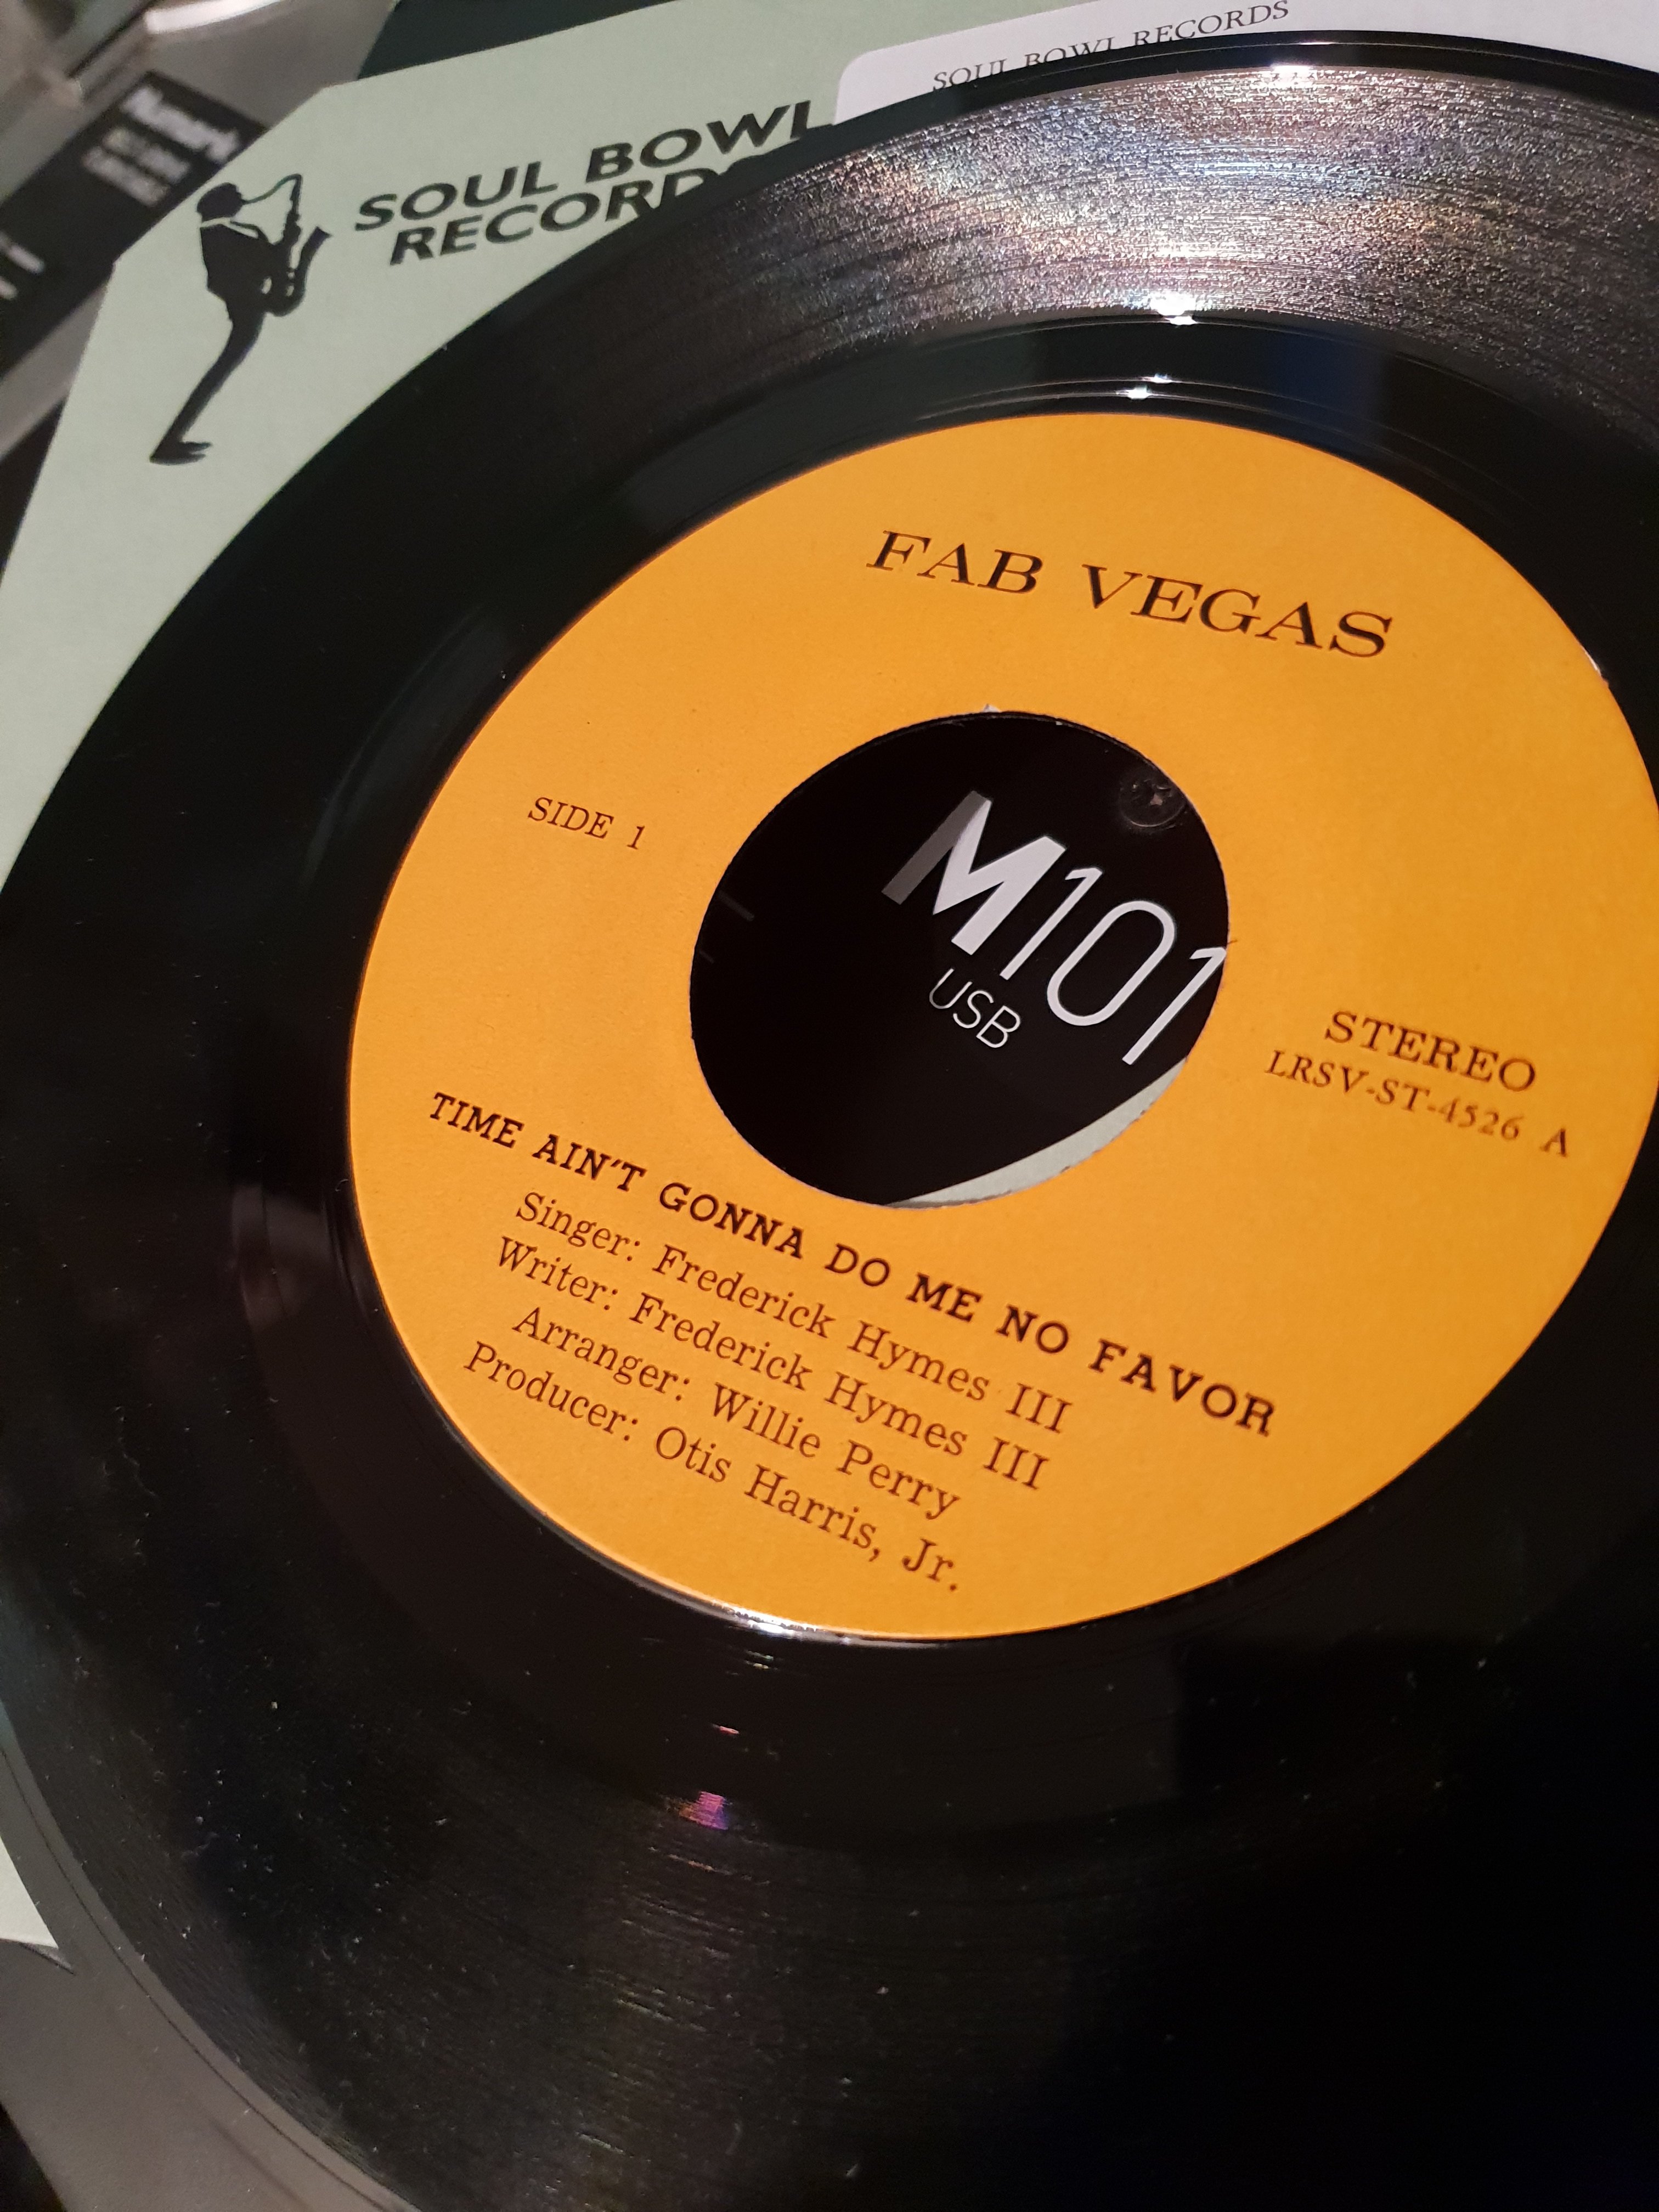 SOUL BOWL RECORDS
SOUL BOWL
RECORDS
FAB VEGAS
SIDE 1
M101
USB
STEREO
LRSV-ST-4526 A
TIME AIN'T GONNA DO ME NO FAVOR
Singer: Frederick Hymes III
Writer: Frederick Hymes III
Arranger: Willie Perry
Producer: Otis Harris, Jr.